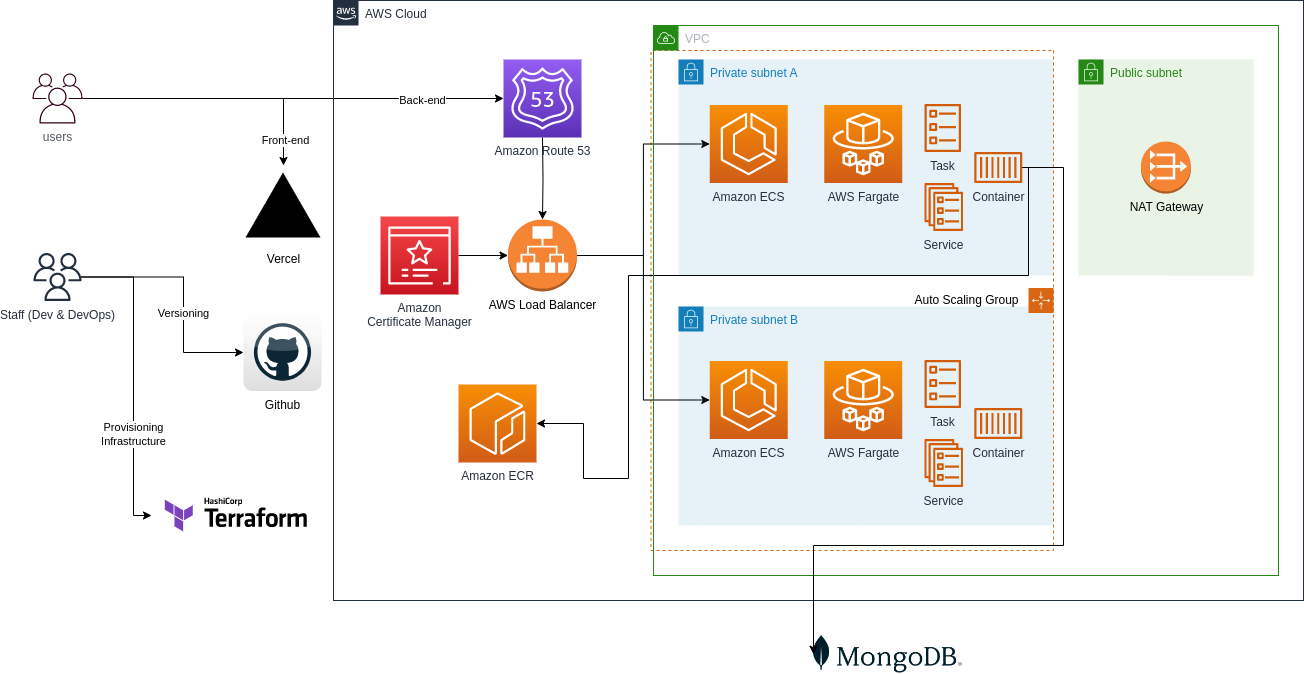 aws
AWS Cloud
VPC
Private subnet A
Public subnet
users
Back-end
53
Amazon Route 53
Front-end
Amazon ECS
AWS Fargate
Task
Container
Service
NAT Gateway
Vercel
Staff (Dev & DevOps)
Versioning
Amazon
Certificate Manager
AWS Load Balancer
Auto Scaling Group
Private subnet B
Github
Provisioning
Infrastructure
Amazon ECR
Amazon ECS
AWS Fargate
Task
Container
Service
HashiCorp
Terraform
MongoDB®